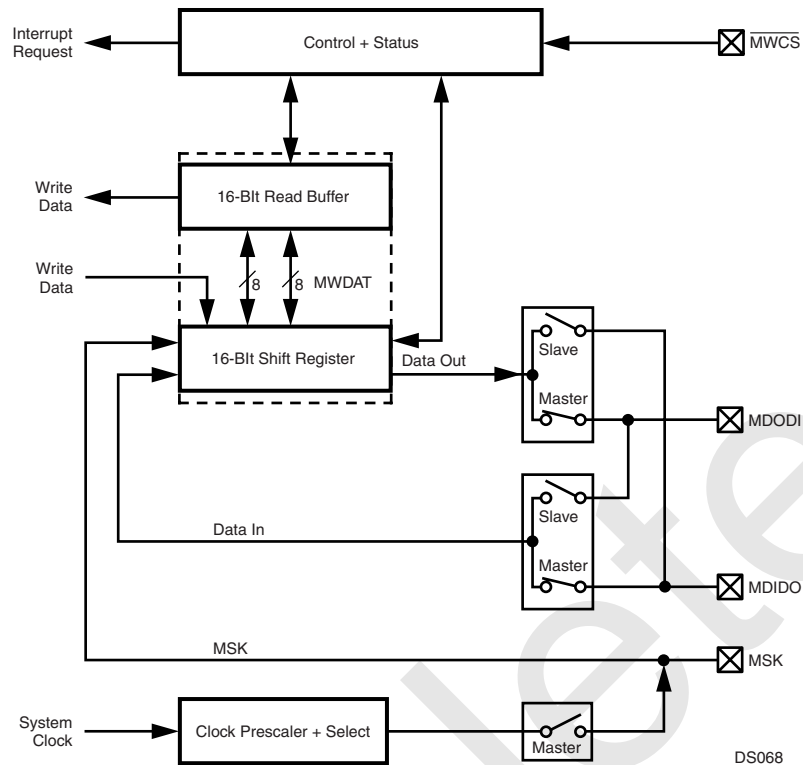 Interrupt
Request
Control + Status
MWCS
Write
Data
16-BIt Read Buffer
Write
Data
8
8
MWDAT
16-BIt Shift Register
Data Out
Slave
Master
MDODI
Slave
Data In
Master
MDIDO
MSK
MSK
System
Clock
Clock Prescaler + Select
Master
DS068